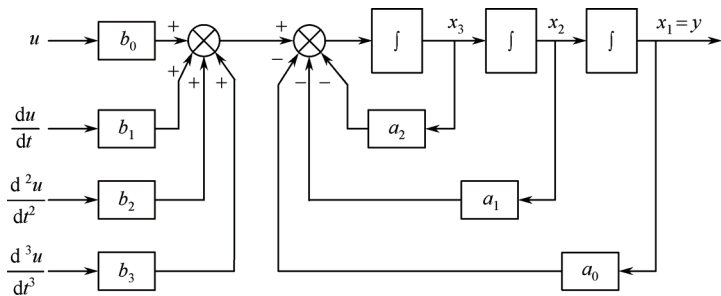 u b₀ + + ∫ x₃ ∫ x₂ ∫ x₁ = y
+ + + − − −
du/dt b₁ a₂
d²u/dt² b₂ a₁
d³u/dt³ b₃ a₀